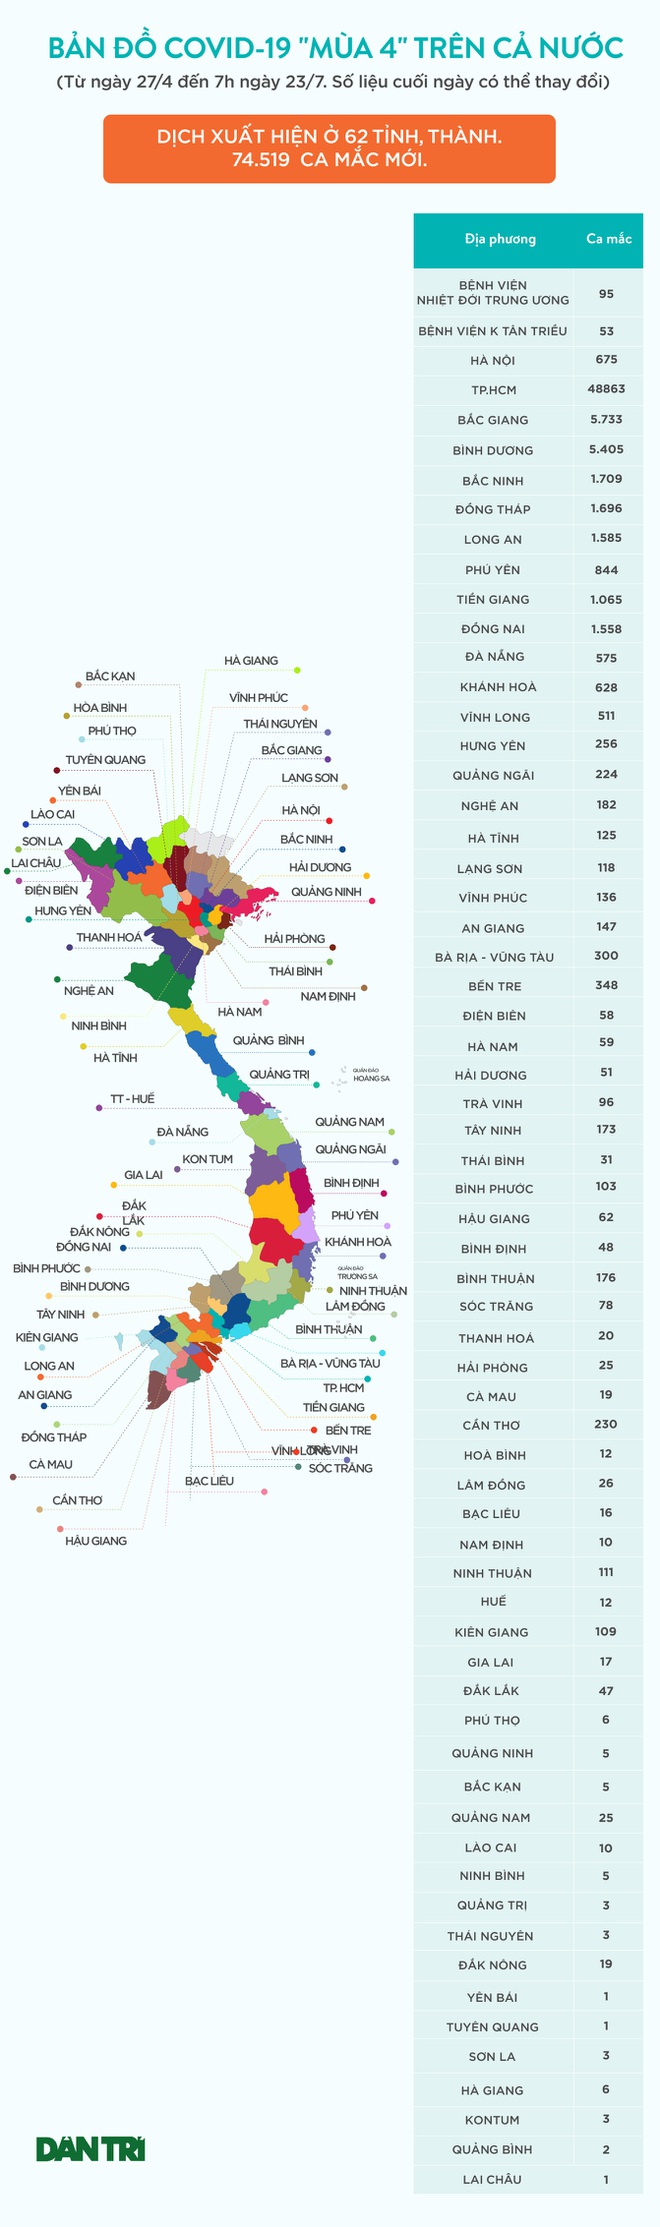 BẢN ĐỒ COVID-19 "MÙA 4" TRÊN CẢ NƯỚC
(Từ ngày 27/4 đến 7h ngày 23/7. Số liệu cuối ngày có thể thay đổi)
DỊCH XUẤT HIỆN Ở 62 TỈNH, THÀNH.
74.519 CA MẮC MỚI.
Địa phương Ca mắc
BỆNH VIỆN
NHIỆT ĐỚI TRUNG ƯƠNG 95
BỆNH VIỆN K TÂN TRIỀU 53
HÀ NỘI 675
TP.HCM 48863
BẮC GIANG 5.733
BÌNH DƯƠNG 5.405
BẮC NINH 1.709
ĐỒNG THÁP 1.696
LONG AN 1.585
PHÚ YÊN 844
TIỀN GIANG 1.065
ĐỒNG NAI 1.558
ĐÀ NẴNG 575
KHÁNH HOÀ 628
VĨNH LONG 511
HƯNG YÊN 256
QUẢNG NGÃI 224
NGHỆ AN 182
HÀ TĨNH 125
LẠNG SƠN 118
VĨNH PHÚC 136
AN GIANG 147
BÀ RỊA - VŨNG TÀU 300
BẾN TRE 348
ĐIỆN BIÊN 58
HÀ NAM 59
HẢI DƯƠNG 51
TRÀ VINH 96
TÂY NINH 173
THÁI BÌNH 31
BÌNH PHƯỚC 103
HẬU GIANG 62
BÌNH ĐỊNH 48
BÌNH THUẬN 176
SÓC TRĂNG 78
THANH HOÁ 20
HẢI PHÒNG 25
CÀ MAU 19
CẦN THƠ 230
HOÀ BÌNH 12
LÂM ĐỒNG 26
BẠC LIÊU 16
NAM ĐỊNH 10
NINH THUẬN 111
HUẾ 12
KIÊN GIANG 109
GIA LAI 17
ĐẮK LẮK 47
PHÚ THỌ 6
QUẢNG NINH 5
BẮC KẠN 5
QUẢNG NAM 25
LÀO CAI 10
NINH BÌNH 5
QUẢNG TRỊ 3
THÁI NGUYÊN 3
ĐẮK NÔNG 19
YÊN BÁI 1
TUYÊN QUANG 1
SƠN LA 3
HÀ GIANG 6
KONTUM 3
QUẢNG BÌNH 2
LAI CHÂU 1
HÀ GIANG
BẮC KẠN
VĨNH PHÚC
HÒA BÌNH
THÁI NGUYÊN
PHÚ THỌ
BẮC GIANG
TUYÊN QUANG
LẠNG SƠN
YÊN BÁI
HÀ NỘI
LÀO CAI
BẮC NINH
SƠN LA
LAI CHÂU
HẢI DƯƠNG
ĐIỆN BIÊN
QUẢNG NINH
HƯNG YÊN
THANH HOÁ
HẢI PHÒNG
THÁI BÌNH
NGHỆ AN
NAM ĐỊNH
HÀ NAM
NINH BÌNH
HÀ TĨNH
QUẢNG BÌNH
QUẢNG TRỊ
QUẦN ĐẢO
HOÀNG SA
TT - HUẾ
QUẢNG NAM
ĐÀ NẴNG
QUẢNG NGÃI
KON TUM
GIA LAI
BÌNH ĐỊNH
ĐẮK
LẮK
PHÚ YÊN
ĐẮK NÔNG
KHÁNH HOÀ
ĐỒNG NAI
BÌNH PHƯỚC
QUẦN ĐẢO
TRƯỜNG SA
BÌNH DƯƠNG
NINH THUẬN
LÂM ĐỒNG
TÂY NINH
BÌNH THUẬN
KIÊN GIANG
BÀ RỊA - VŨNG TÀU
LONG AN
TP. HCM
AN GIANG
TIỀN GIANG
BẾN TRE
ĐỒNG THÁP
VĨNH LONG
TRÀ VINH
CÀ MAU
SÓC TRĂNG
BẠC LIÊU
CẦN THƠ
HẬU GIANG
DÂN TRÍ